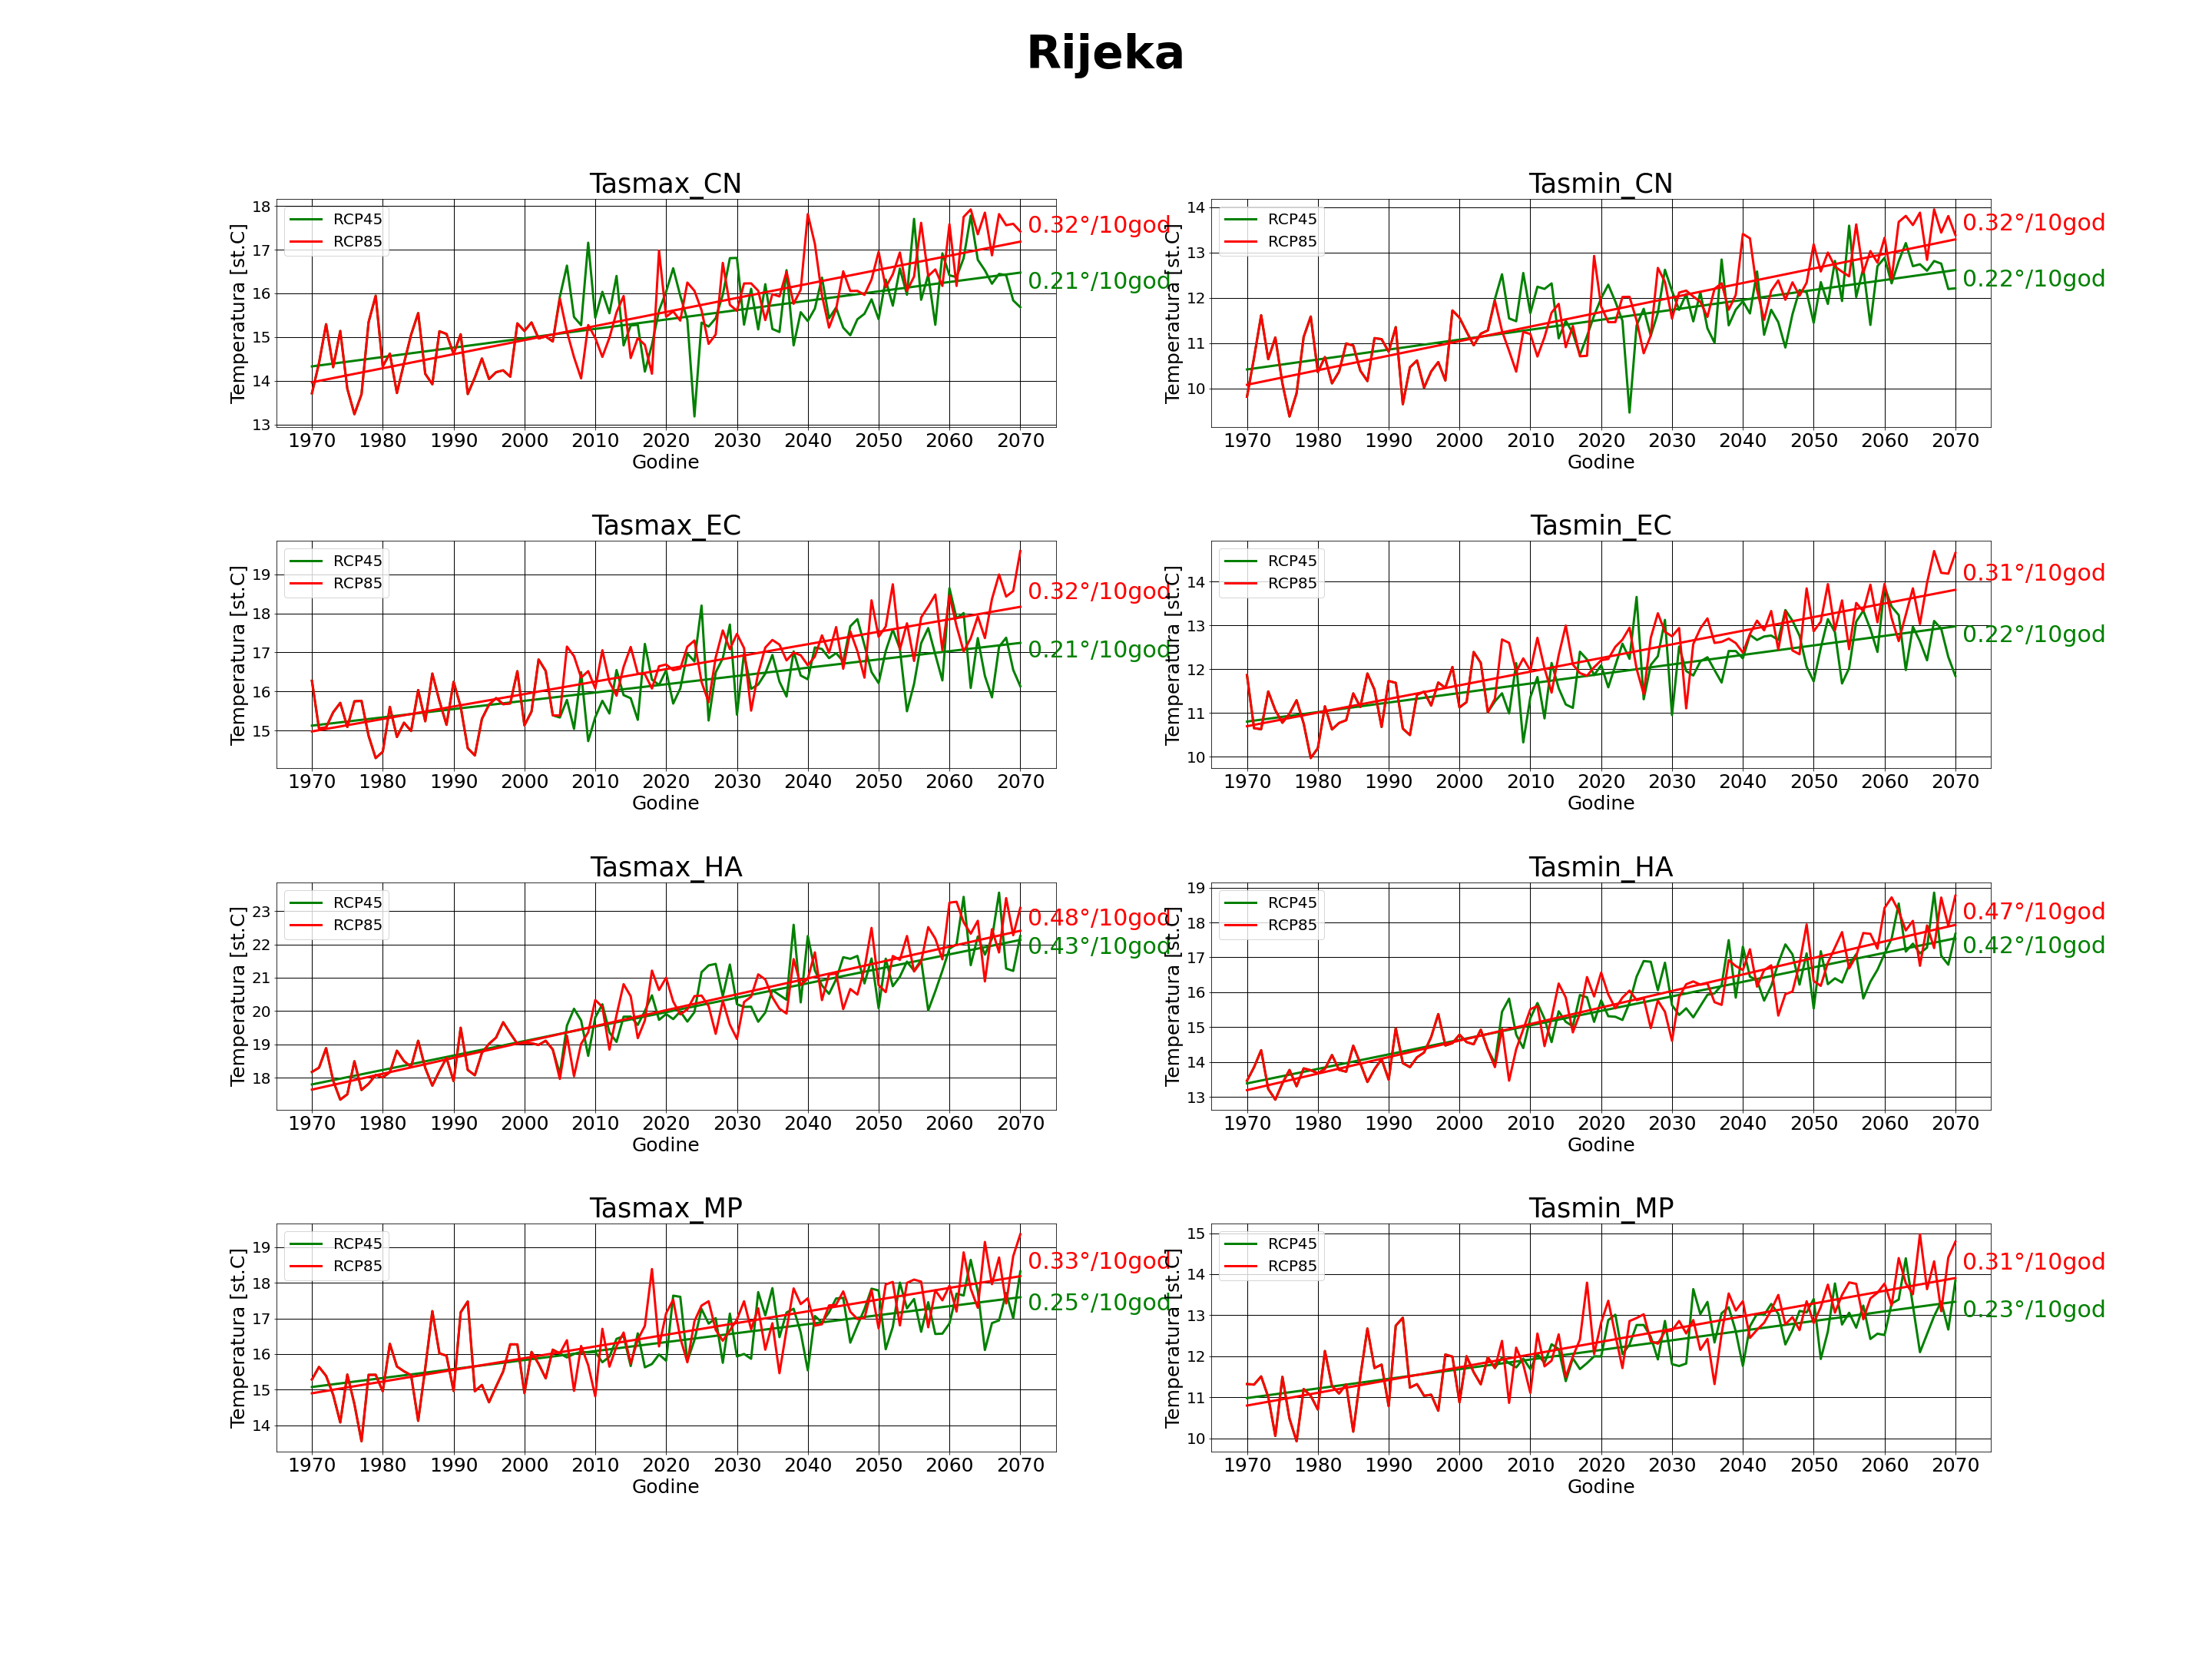 Rijeka
Tasmax_CN
Temperatura [st.C]
18
17
16
15
14
13
RCP45
RCP85
0.32°/10god
0.21°/10god
1970 1980 1990 2000 2010 2020 2030 2040 2050 2060 2070
Godine
Tasmin_CN
Temperatura [st.C]
14
13
12
11
10
RCP45
RCP85
0.32°/10god
0.22°/10god
1970 1980 1990 2000 2010 2020 2030 2040 2050 2060 2070
Godine
Tasmax_EC
Temperatura [st.C]
19
18
17
16
15
RCP45
RCP85
0.32°/10god
0.21°/10god
1970 1980 1990 2000 2010 2020 2030 2040 2050 2060 2070
Godine
Tasmin_EC
Temperatura [st.C]
14
13
12
11
10
RCP45
RCP85
0.31°/10god
0.22°/10god
1970 1980 1990 2000 2010 2020 2030 2040 2050 2060 2070
Godine
Tasmax_HA
Temperatura [st.C]
23
22
21
20
19
18
RCP45
RCP85
0.48°/10god
0.43°/10god
1970 1980 1990 2000 2010 2020 2030 2040 2050 2060 2070
Godine
Tasmin_HA
Temperatura [st.C]
19
18
17
16
15
14
13
RCP45
RCP85
0.47°/10god
0.42°/10god
1970 1980 1990 2000 2010 2020 2030 2040 2050 2060 2070
Godine
Tasmax_MP
Temperatura [st.C]
19
18
17
16
15
14
RCP45
RCP85
0.33°/10god
0.25°/10god
1970 1980 1990 2000 2010 2020 2030 2040 2050 2060 2070
Godine
Tasmin_MP
Temperatura [st.C]
15
14
13
12
11
10
RCP45
RCP85
0.31°/10god
0.23°/10god
1970 1980 1990 2000 2010 2020 2030 2040 2050 2060 2070
Godine